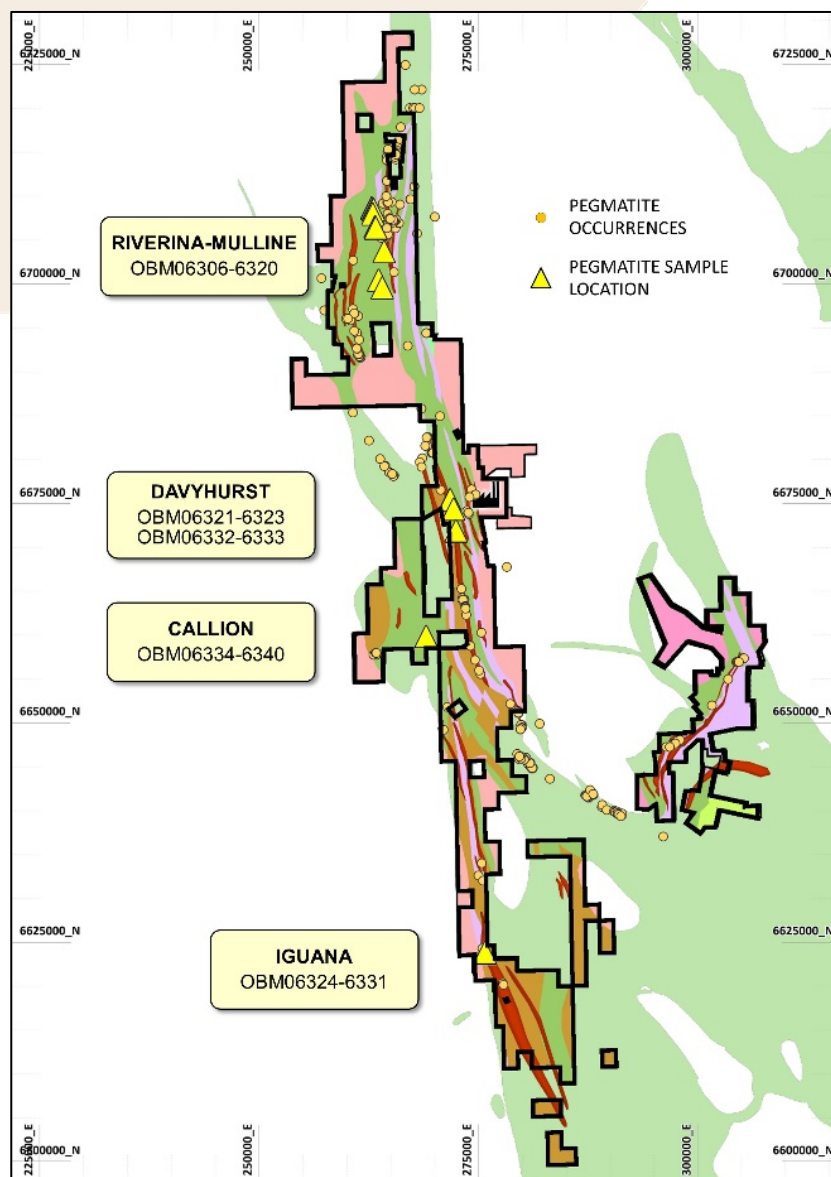 225000_E
250000_E
275000_E
300000_E
6725000_N
6725000_N
PEGMATITE
OCCURRENCES
PEGMATITE SAMPLE
LOCATION
RIVERINA-MULLINE
OBM06306-6320
6700000_N
6700000_N
DAVYHURST
OBM06321-6323
OBM06332-6333
6675000_N
6675000_N
CALLION
OBM06334-6340
6650000_N
6650000_N
IGUANA
OBM06324-6331
6625000_N
6625000_N
6600000_N
6600000_N
225000_E
250000_E
275000_E
300000_E